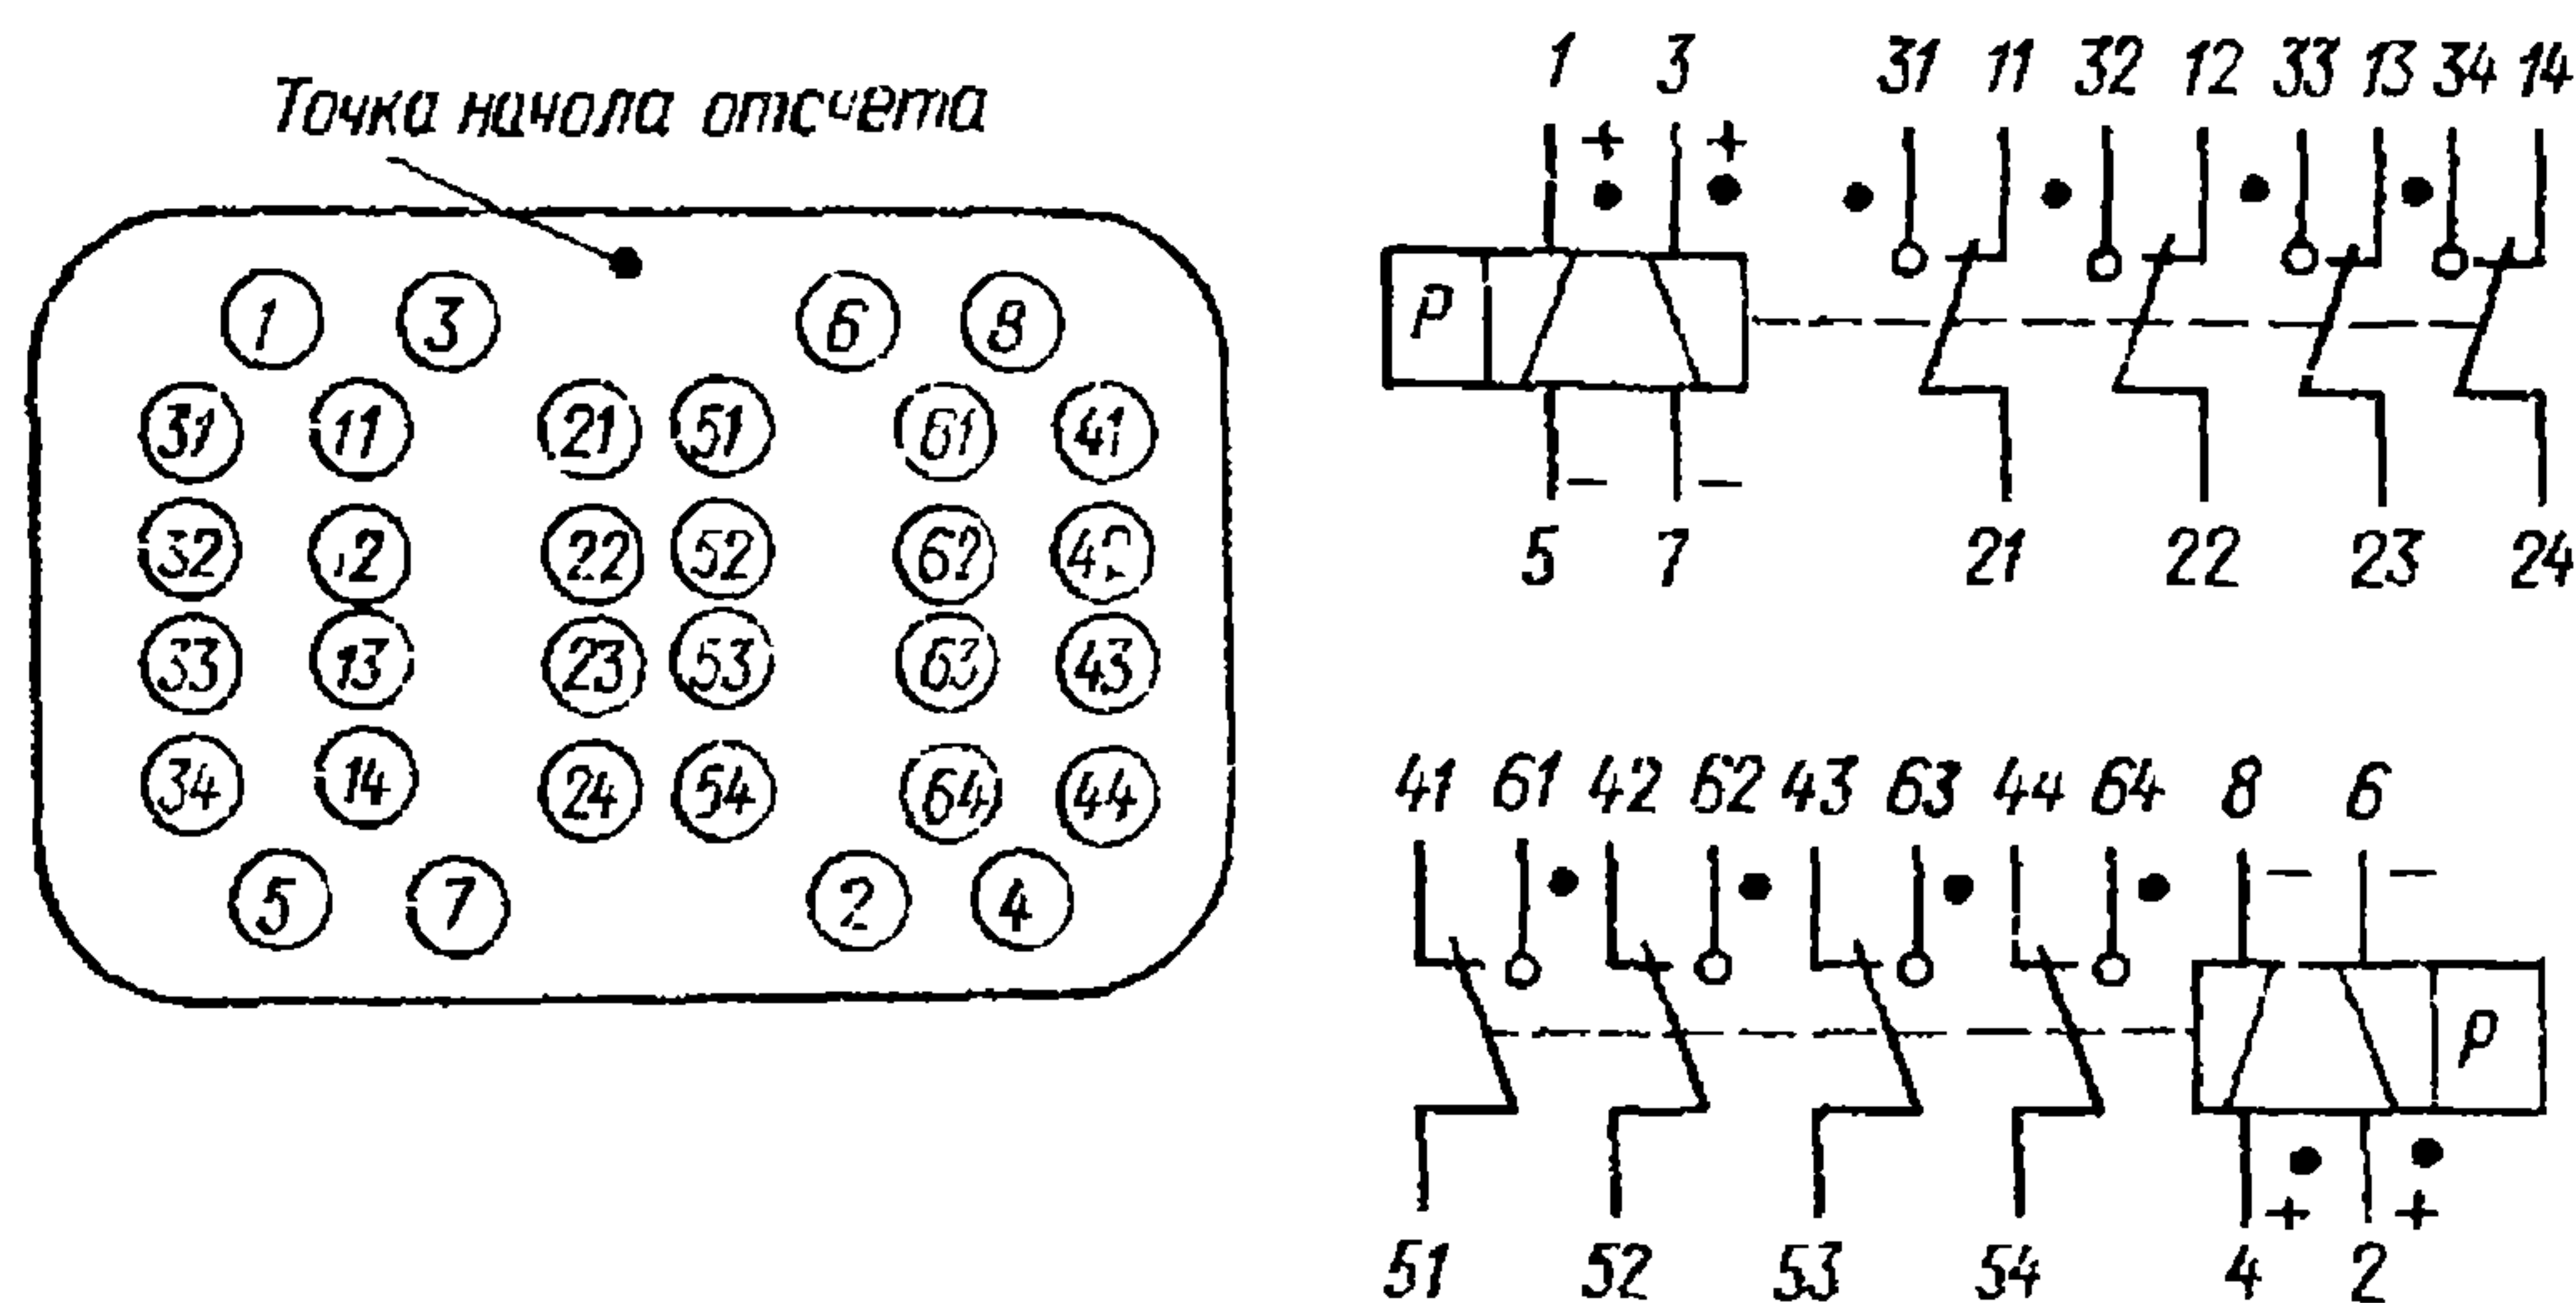 Точка начала отсчета
1 3 6 8
31 11 21 51 61 41
32 12 22 52 62 42
33 13 23 53 63 43
34 14 24 54 64 44
5 7 2 4
1 3 31 11 32 12 33 13 34 14
+ +
P
− −
5 7 21 22 23 24
41 61 42 62 43 63 44 64 8 6
− −
P
+ +
51 52 53 54 4 2